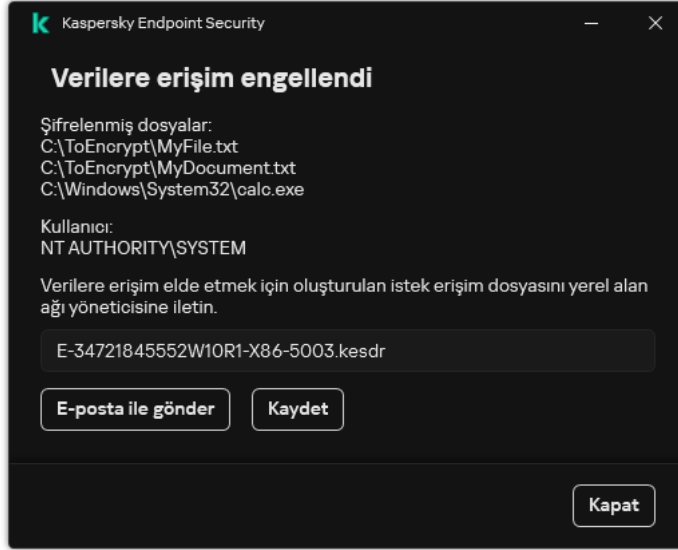 Kaspersky Endpoint Security
Verilere erişim engellendi
Şifrelenmiş dosyalar:
C:\ToEncrypt\MyFile.txt
C:\ToEncrypt\MyDocument.txt
C:\Windows\System32\calc.exe
Kullanıcı:
NT AUTHORITY\SYSTEM
Verilere erişim elde etmek için oluşturulan istek erişim dosyasını yerel alan
ağı yöneticisine iletin.
E-34721845552W10R1-X86-5003.kesdr
E-posta ile gönder Kaydet
Kapat